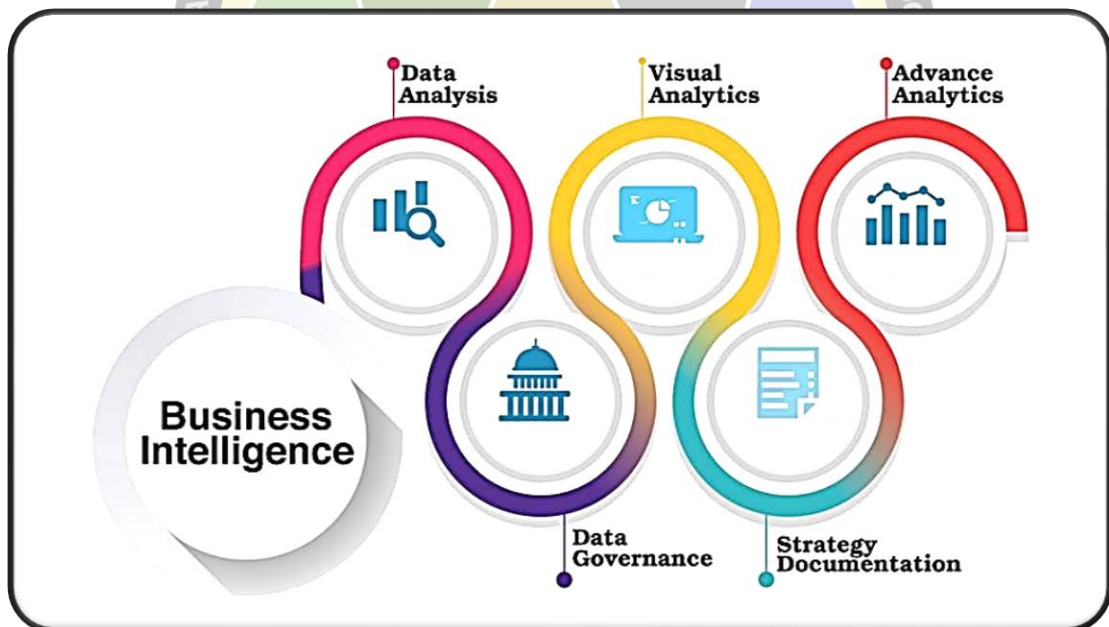 Data
Analysis
Visual
Analytics
Advance
Analytics
Business
Intelligence
Data
Governance
Strategy
Documentation